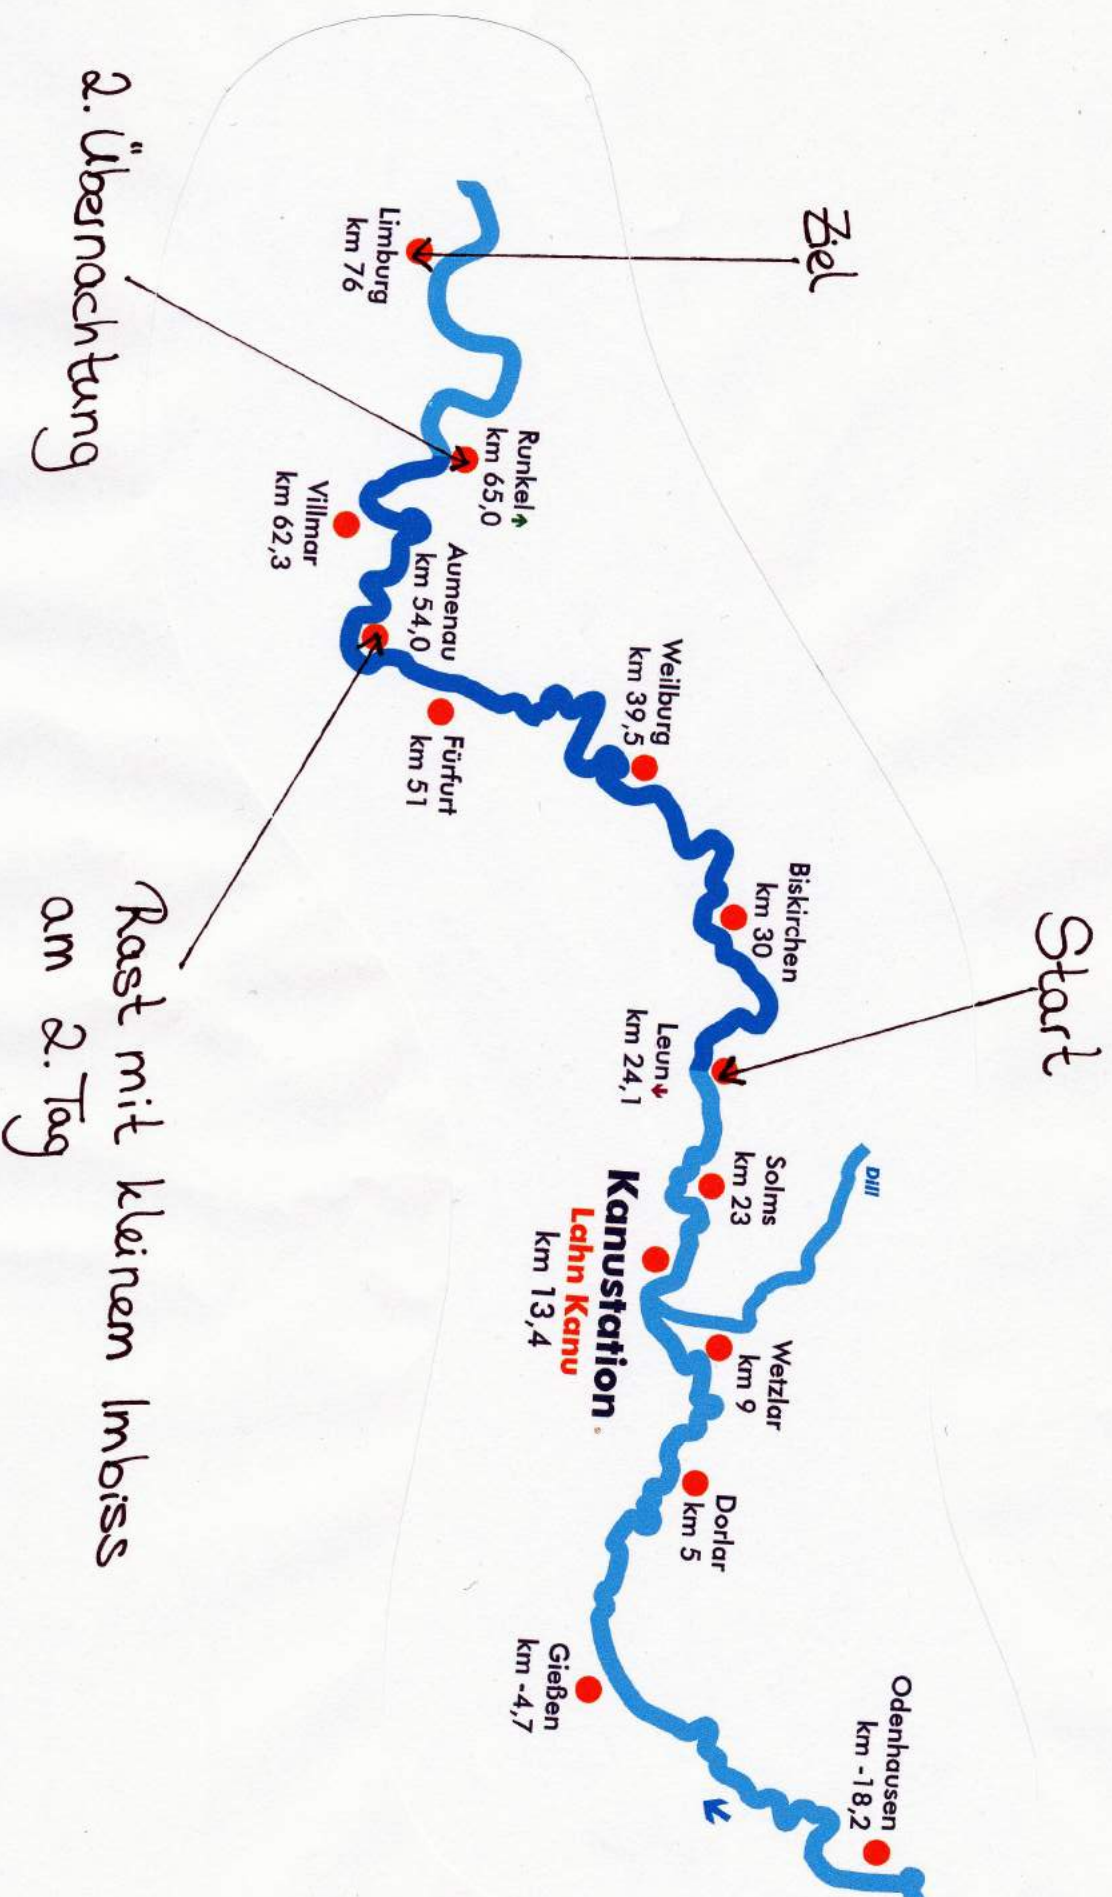 Ziel
Start
2. Übernachtung
Rast mit kleinem Imbiss
am 2. Tag
Limburg
km 76
Runkel
km 65,0
Villmar
km 62,3
Aumenau
km 54,0
Fürfurt
km 51
Weilburg
km 39,5
Biskirchen
km 30
Leun
km 24,1
Solms
km 23
Dill
Kanustation
Lahn Kanu
km 13,4
Wetzlar
km 9
Dorlar
km 5
Gießen
km -4,7
Odenhausen
km -18,2